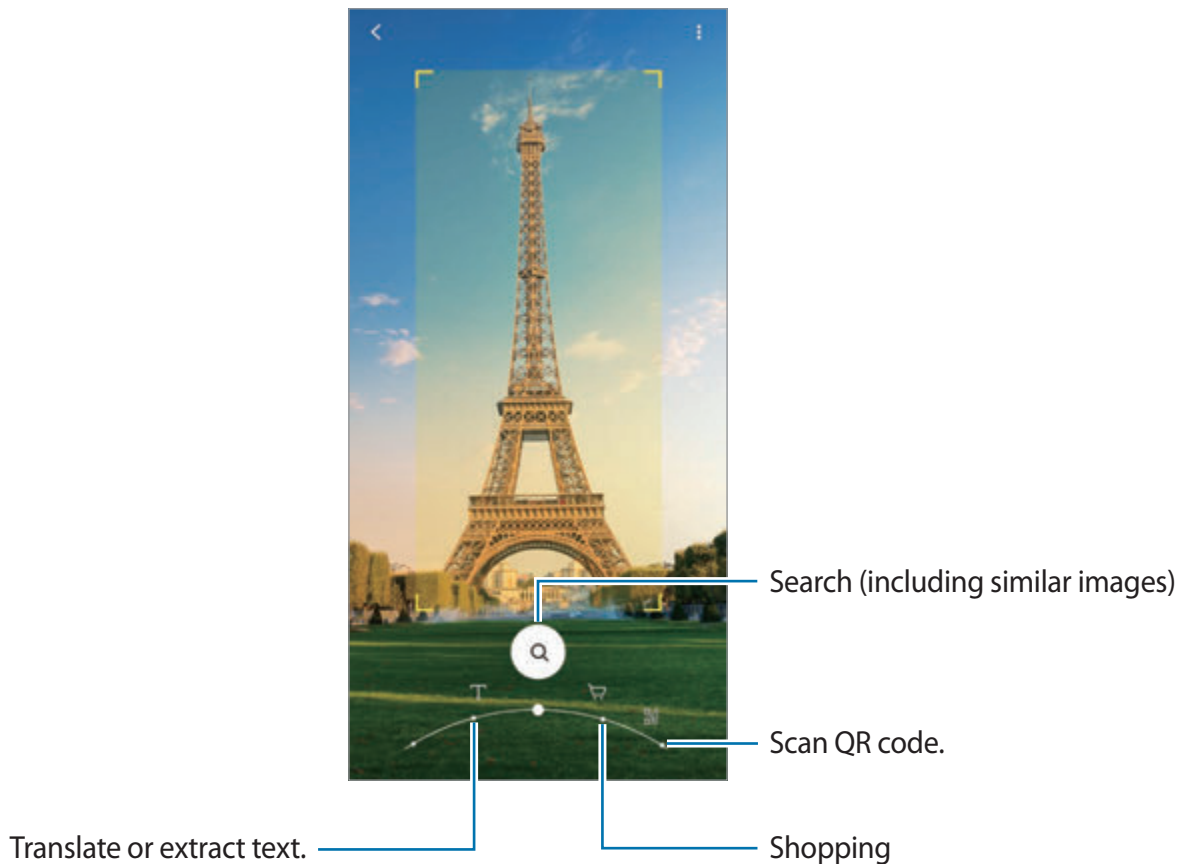 Search (including similar images)
T
Scan QR code.
Translate or extract text.
Shopping